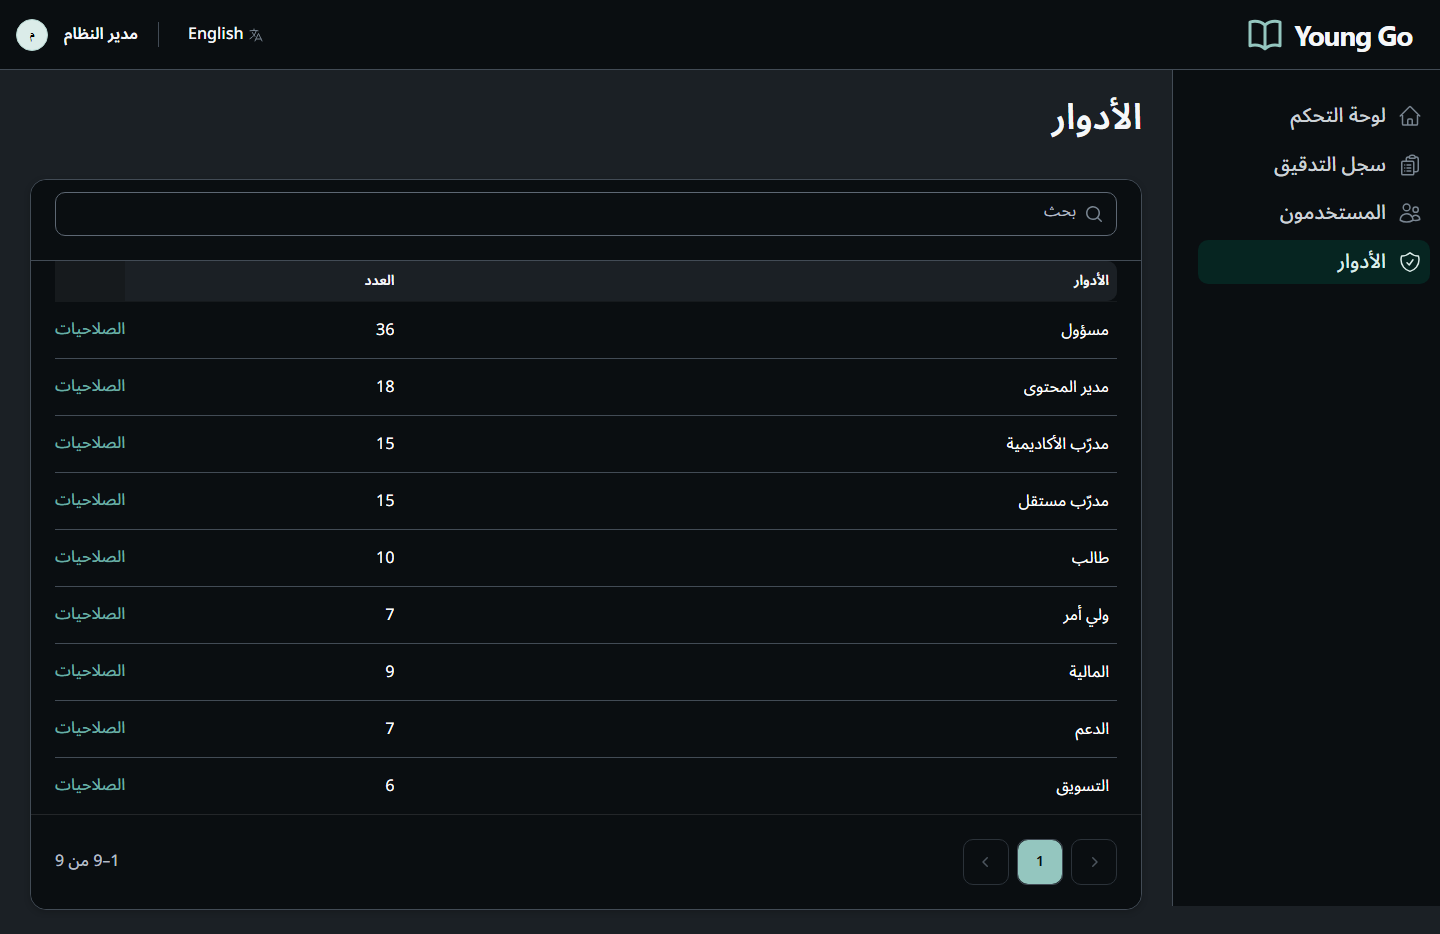 Young Go
English
مدير النظام
م
لوحة التحكم
سجل التدقيق
المستخدمون
الأدوار
الأدوار
بحث
الأدوار العدد
مسؤول 36 الصلاحيات
مدير المحتوى 18 الصلاحيات
مدرّب الأكاديمية 15 الصلاحيات
مدرّب مستقل 15 الصلاحيات
طالب 10 الصلاحيات
ولي أمر 7 الصلاحيات
المالية 9 الصلاحيات
الدعم 7 الصلاحيات
التسويق 6 الصلاحيات
1
1–9 من 9